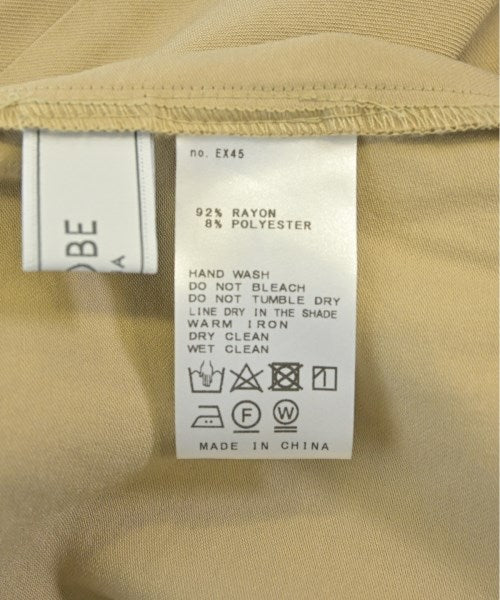 no. EX45
92% RAYON
8% POLYESTER
HAND WASH
DO NOT BLEACH
DO NOT TUMBLE DRY
LINE DRY IN THE SHADE
WARM IRON
DRY CLEAN
WET CLEAN
F
W
MADE IN CHINA
OBE
A